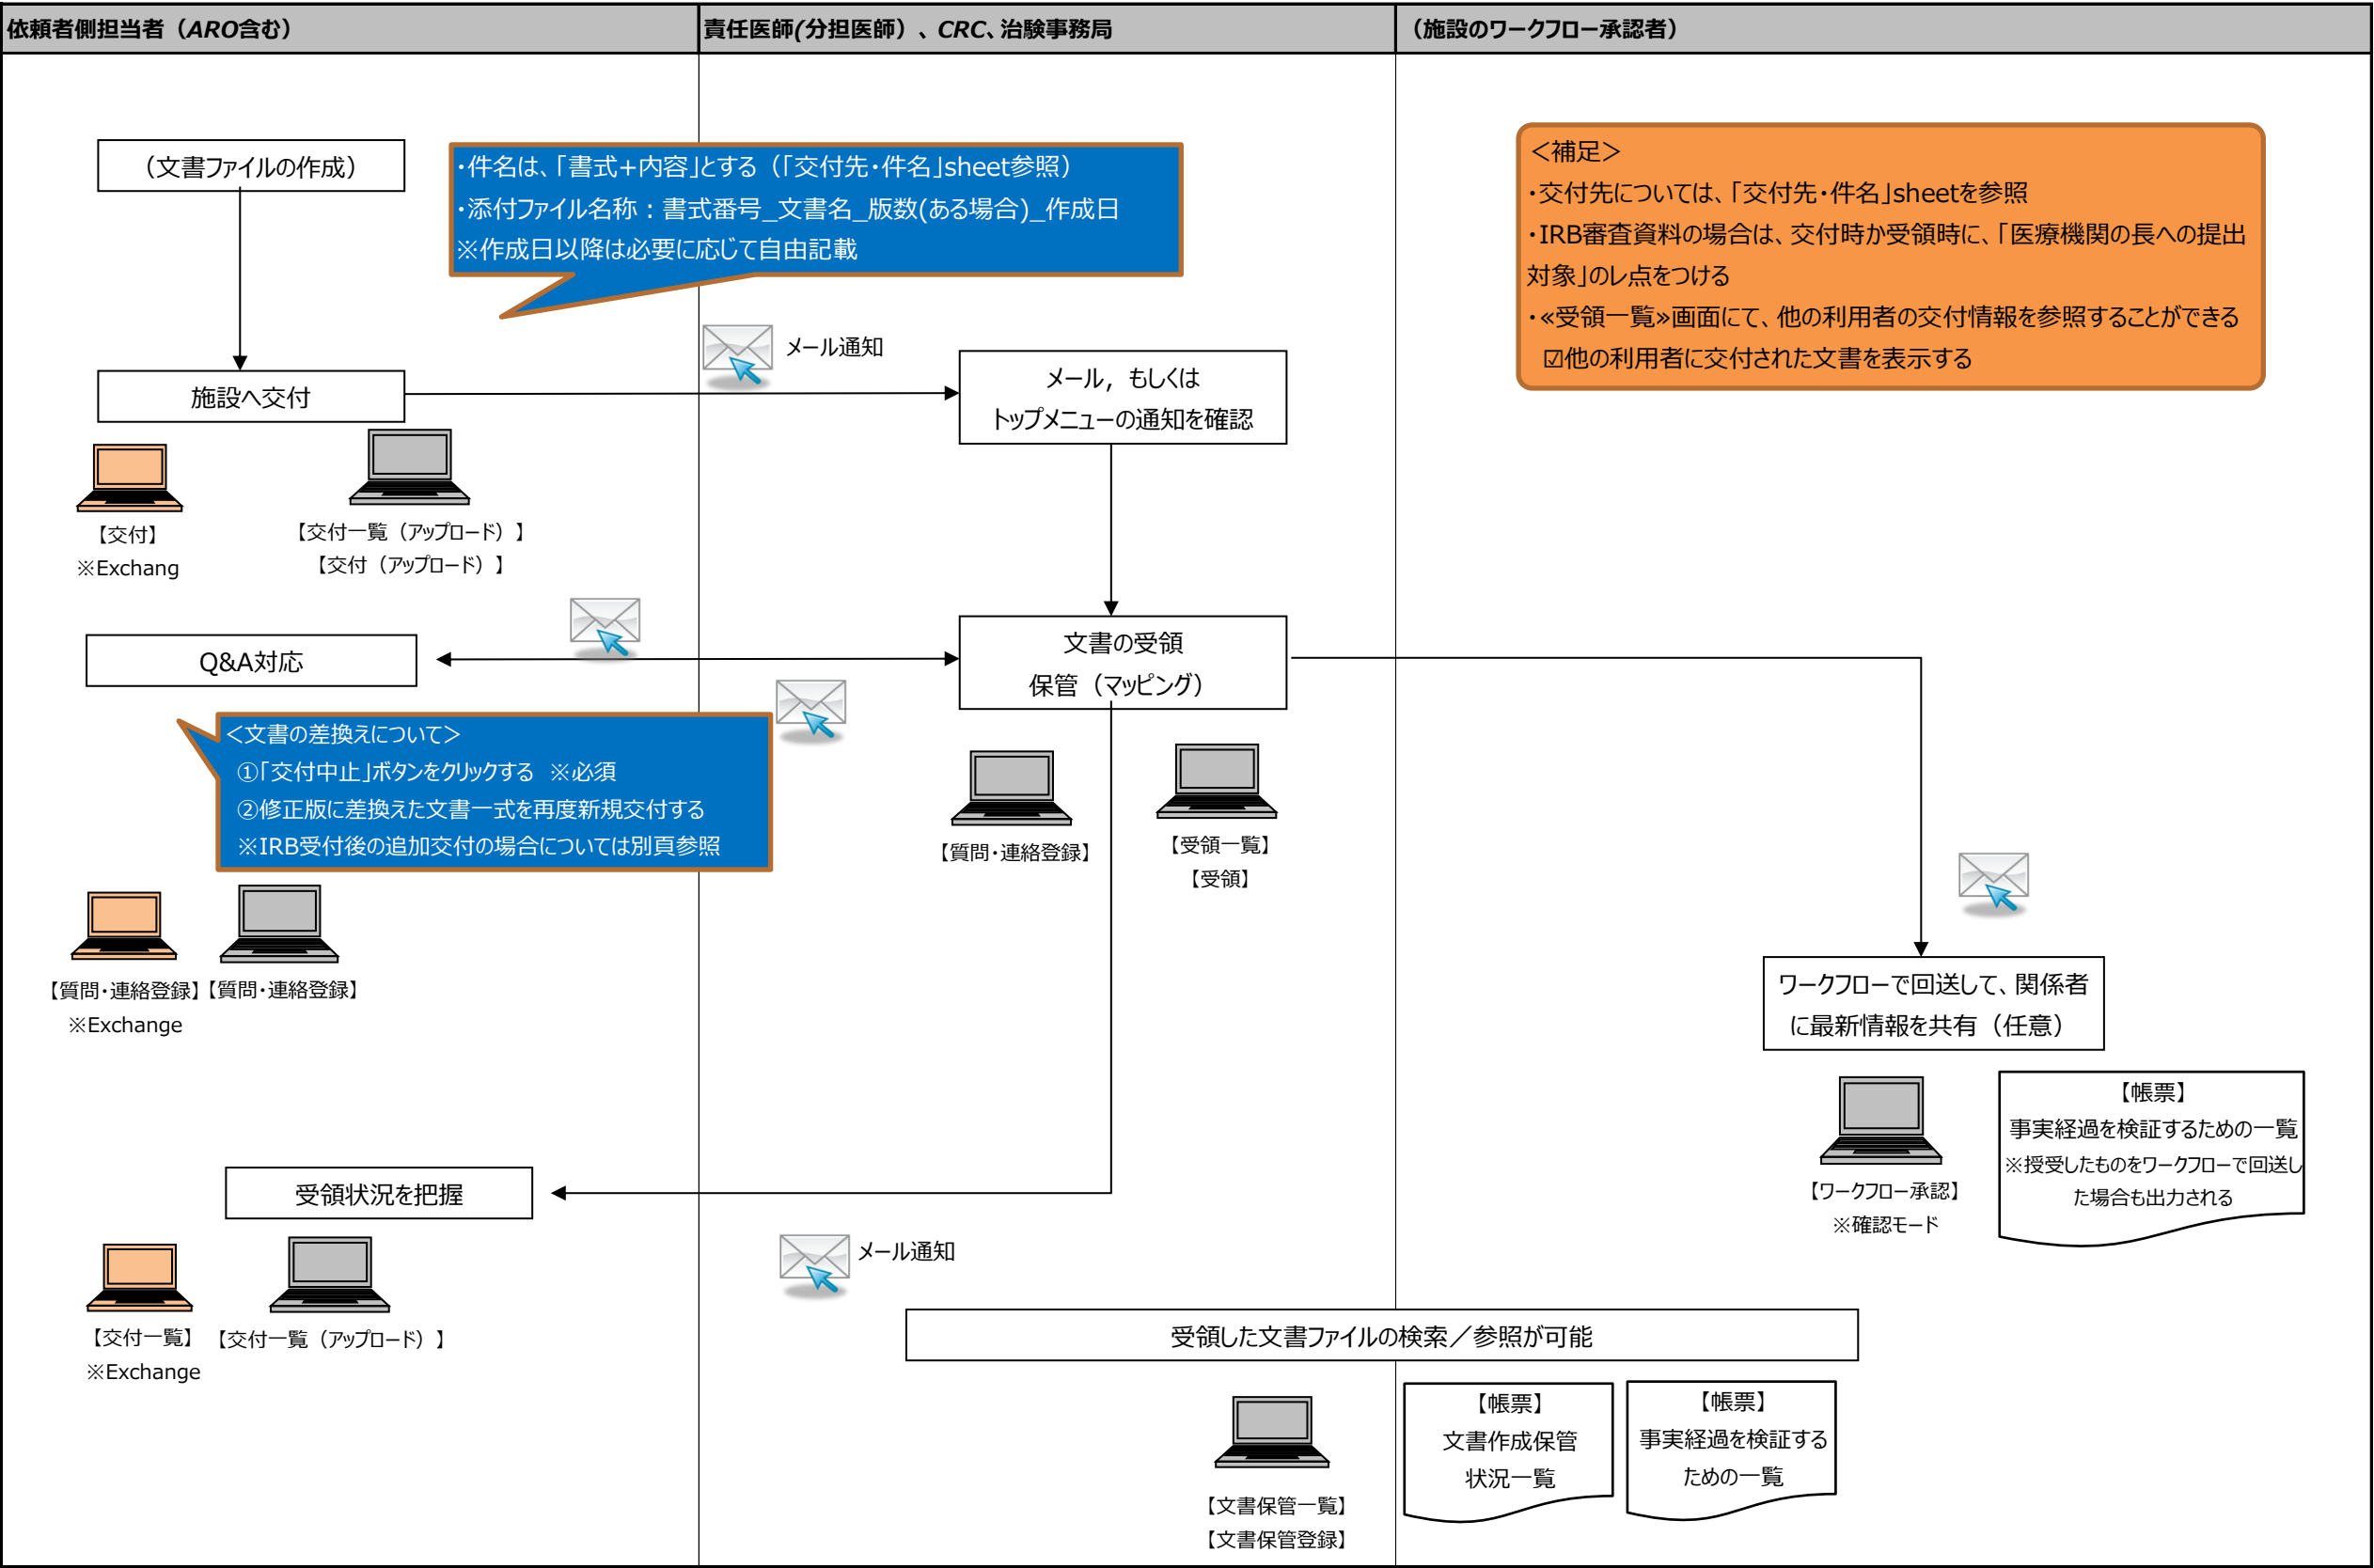 依頼者側担当者（ARO含む）
責任医師(分担医師）、CRC、治験事務局
（施設のワークフロー承認者）
（文書ファイルの作成）
・件名は、「書式+内容」とする（「交付先・件名」sheet参照）
・添付ファイル名称：書式番号_文書名_版数(ある場合)_作成日
※作成日以降は必要に応じて自由記載
＜補足＞
・交付先については、「交付先・件名」sheetを参照
・IRB審査資料の場合は、交付時か受領時に、「医療機関の長への提出
対象」のレ点をつける
・≪受領一覧≫画面にて、他の利用者の交付情報を参照することができる
☑他の利用者に交付された文書を表示する
メール通知
施設へ交付
メール，もしくは
トップメニューの通知を確認
【交付】
※Exchang
【交付一覧（アップロード）】
【交付（アップロード）】
Q&A対応
文書の受領
保管（マッピング）
＜文書の差換えについて＞
①「交付中止」ボタンをクリックする　※必須
②修正版に差換えた文書一式を再度新規交付する
※IRB受付後の追加交付の場合については別頁参照
【質問・連絡登録】
【受領一覧】
【受領】
【質問・連絡登録】
※Exchange
【質問・連絡登録】
ワークフローで回送して、関係者
に最新情報を共有（任意）
【ワークフロー承認】
※確認モード
【帳票】
事実経過を検証するための一覧
※授受したものをワークフローで回送し
た場合も出力される
受領状況を把握
メール通知
【交付一覧】
※Exchange
【交付一覧（アップロード）】
受領した文書ファイルの検索／参照が可能
【文書保管一覧】
【文書保管登録】
【帳票】
文書作成保管
状況一覧
【帳票】
事実経過を検証する
ための一覧